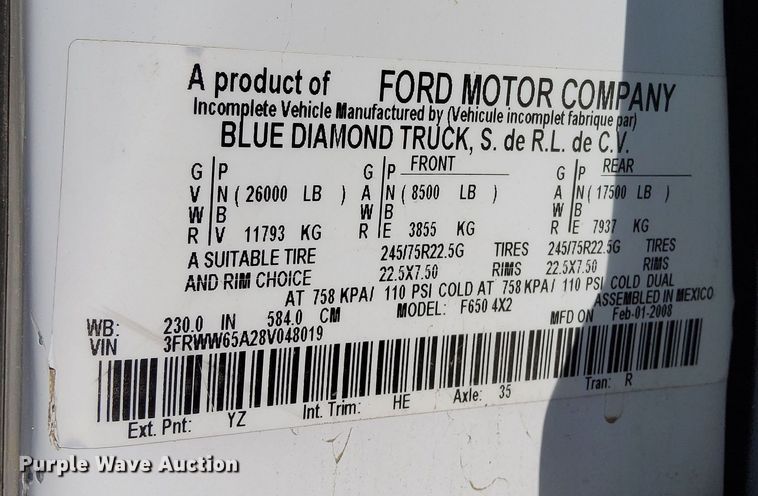 A product of FORD MOTOR COMPANY
Incomplete Vehicle Manufactured by (Vehicule incomplet fabrique par)
BLUE DIAMOND TRUCK, S. de R.L. de C.V.
FRONT REAR
G P G P G P
V N ( 26000 LB ) A N ( 8500 LB ) A N ( 17500 LB )
W B W B W B
R V 11793 KG R E 3855 KG R E 7937 KG
A SUITABLE TIRE 245/75R22.5G TIRES 245/75R22.5G TIRES
AND RIM CHOICE 22.5X7.50 RIMS 22.5X7.50 RIMS
AT 758 KPA/ 110 PSI COLD AT 758 KPA/ 110 PSI COLD DUAL
WB: 230.0 IN 584.0 CM MODEL: F650 4X2 ASSEMBLED IN MEXICO
VIN 3FRWW65A28V048019 MFD ON Feb-01-2008
Ext. Pnt: YZ Int. Trim: HE Axle: 35 Tran: R
Purple Wave Auction